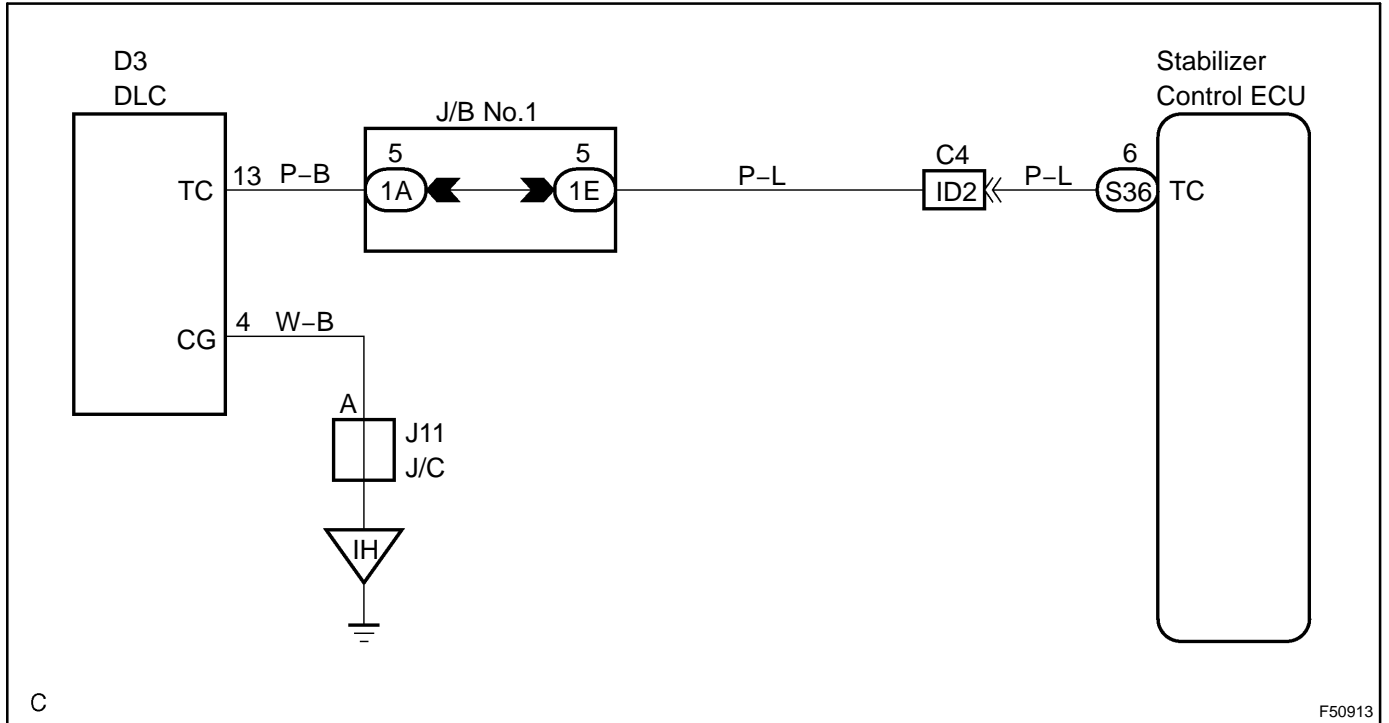 D3
DLC
Stabilizer
Control ECU
J/B No.1
5
5
C4
6
TC
13
P–B
1A
1E
P–L
ID2
P–L
S36
TC
CG
4
W–B
A
J11
J/C
IH
C
F50913